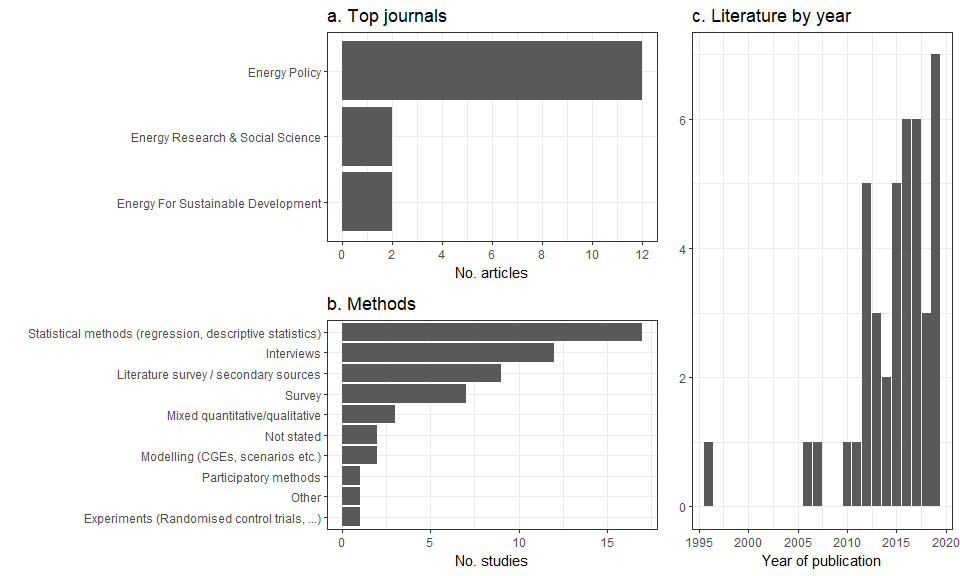 a. Top journals
Energy Policy
Energy Research & Social Science
Energy For Sustainable Development
0 2 4 6 8 10 12
No. articles
b. Methods
Statistical methods (regression, descriptive statistics)
Interviews
Literature survey / secondary sources
Survey
Mixed quantitative/qualitative
Not stated
Modelling (CGEs, scenarios etc.)
Participatory methods
Other
Experiments (Randomised control trials, ...)
0 5 10 15
No. studies
c. Literature by year
6
4
2
0
1995 2000 2005 2010 2015 2020
Year of publication